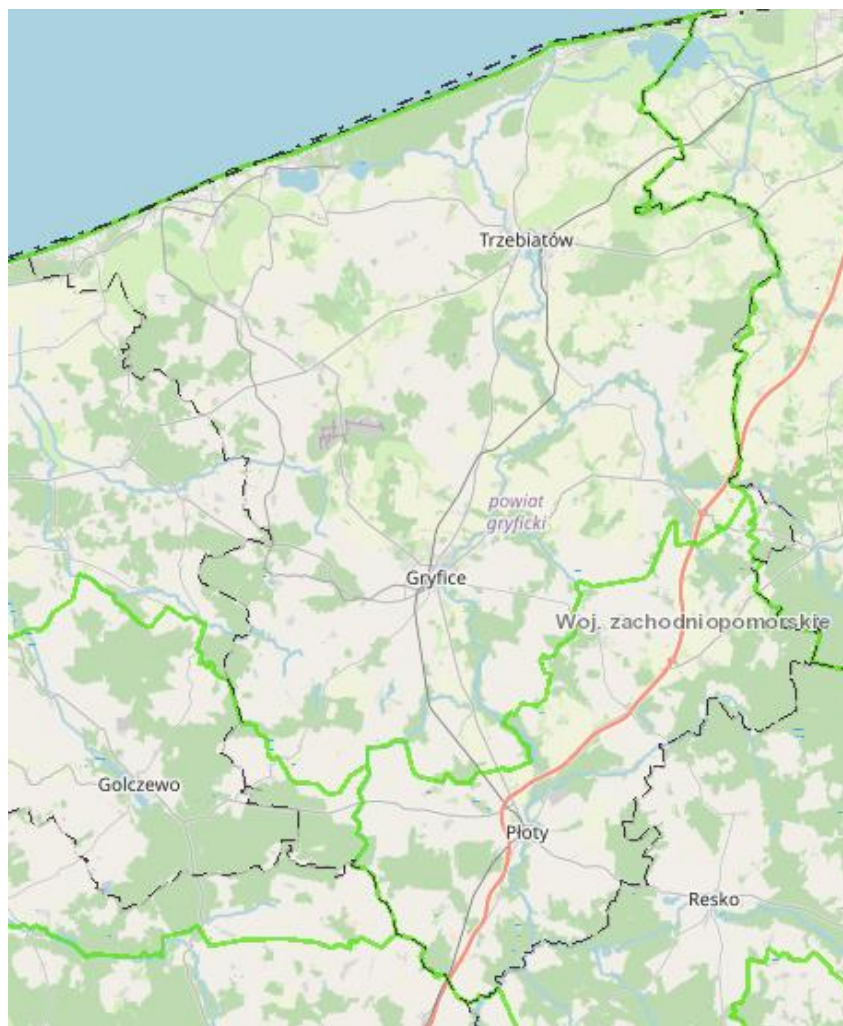 Trzebiatów
powiat
gryficki
Gryfice
Woj. zachodniopomorskie
Golczewo
Płoty
Resko